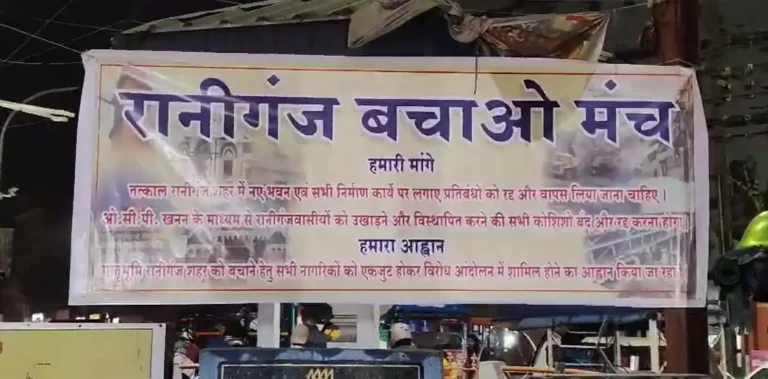 रानीगंज बचाओ मंच
हमारी मांगे
तत्काल रानीगंज शहर में नए भवन एवं सभी निर्माण कार्य पर लगाए प्रतिबंधो को रद्द और वापस लिया जाना चाहिए ।
ओ.सी.पी. खनन के माध्यम से रानीगंजवासीयों को उखाडने और विस्थापित करने की सभी कोशिशो बंद और रद्द करना होगा
हमारा आह्वान
मातृभूमि रानीगंज शहर को बचाने हेतु सभी नागरिकों को एकजुट होकर विरोध आंदोलन में शामिल होने का आह्वान किया जा रहा